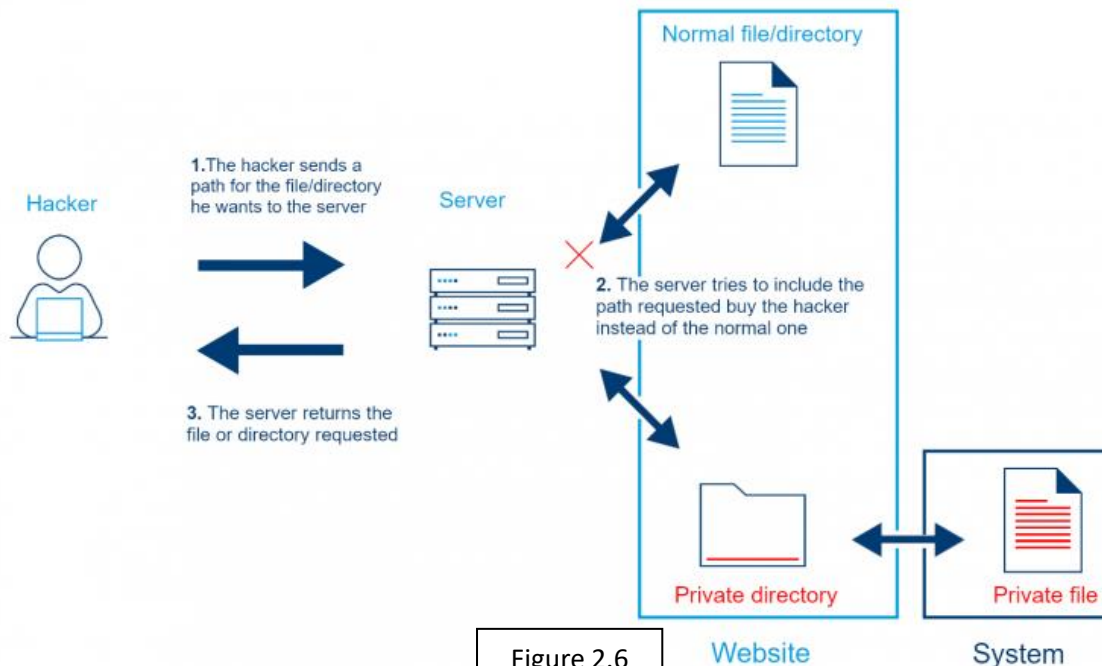 Normal file/directory
1.The hacker sends a
path for the file/directory
he wants to the server
Hacker
Server
2. The server tries to include the
path requested buy the hacker
instead of the normal one
3. The server returns the
file or directory requested
Private directory
Private file
Figure 2.6
Website
System